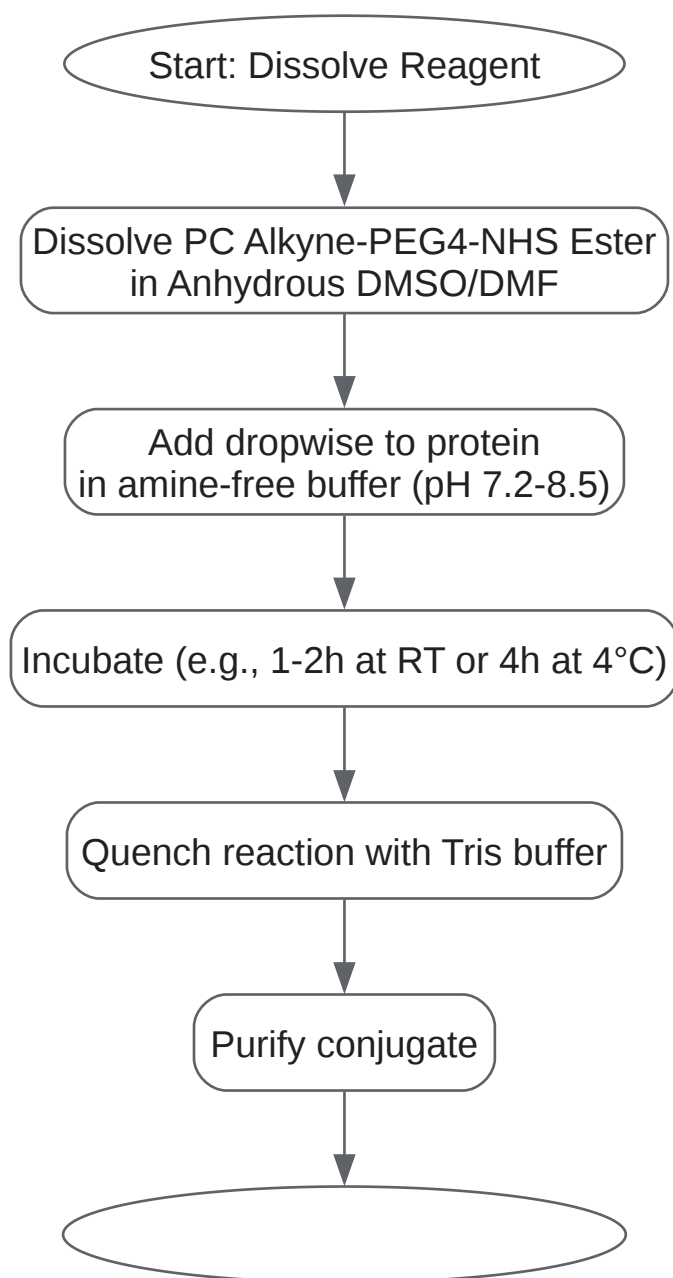 Start: Dissolve Reagent
Dissolve PC Alkyne-PEG4-NHS Ester
in Anhydrous DMSO/DMF
Add dropwise to protein
in amine-free buffer (pH 7.2-8.5)
Incubate (e.g., 1-2h at RT or 4h at 4°C)
Quench reaction with Tris buffer
Purify conjugate